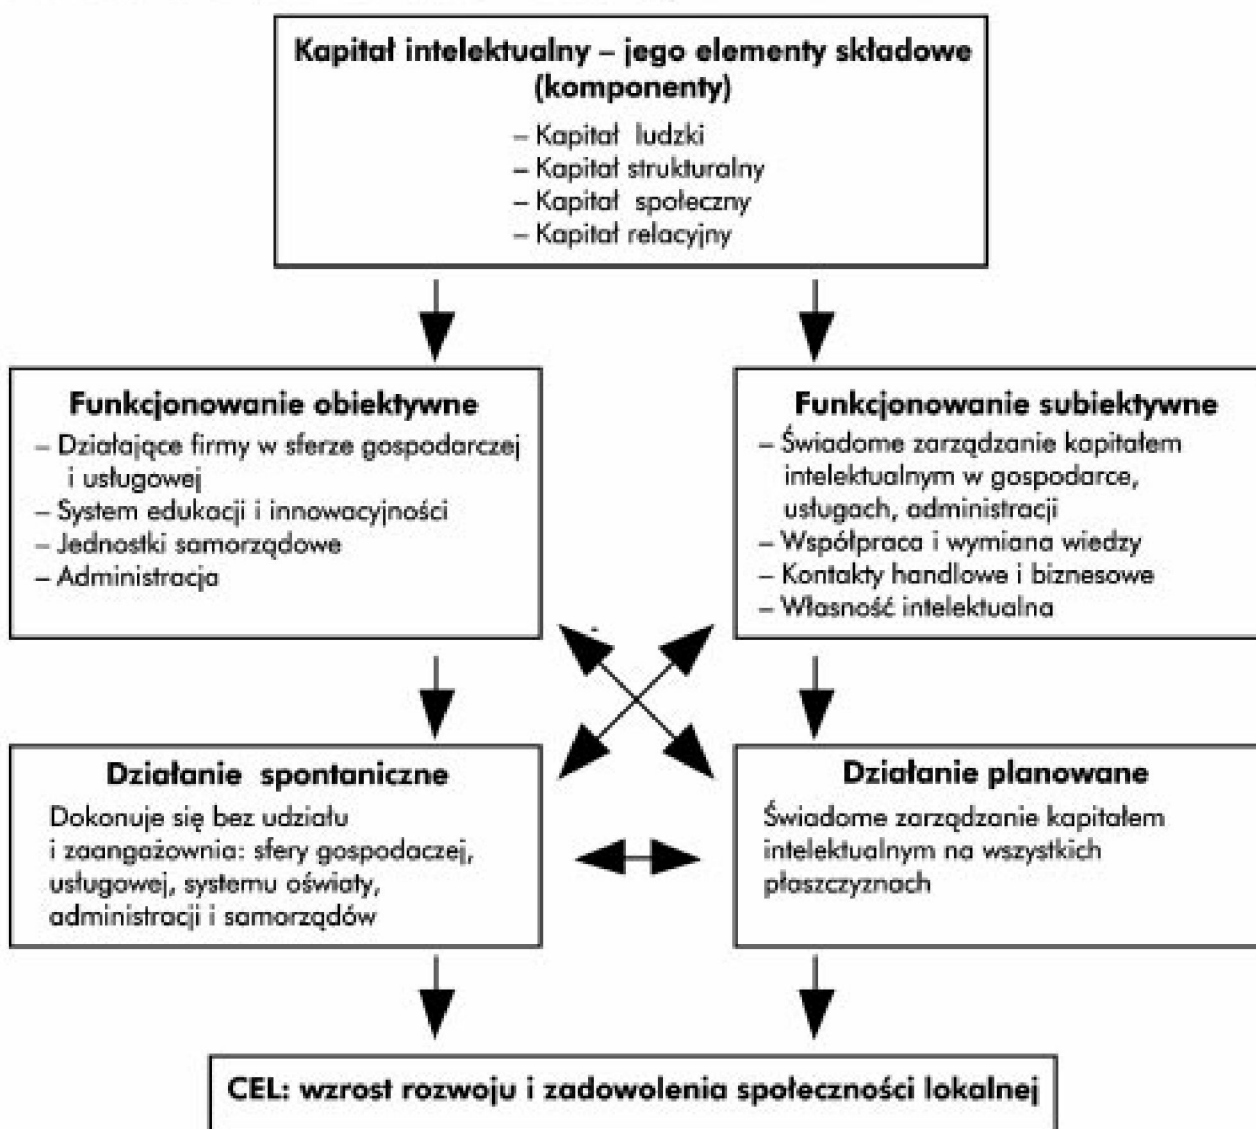 Kapitał intelektualny – jego elementy składowe
(komponenty)
– Kapitał ludzki
– Kapitał strukturalny
– Kapitał społeczny
– Kapitał relacyjny
Funkcjonowanie obiektywne
– Działające firmy w sferze gospodarczej
i usługowej
– System edukacji i innowacyjności
– Jednostki samorządowe
– Administracja
Funkcjonowanie subiektywne
– Świadome zarządzanie kapitałem
intelektualnym w gospodarce,
usługach, administracji
– Współpraca i wymiana wiedzy
– Kontakty handlowe i biznesowe
– Własność intelektualna
Działanie spontaniczne
Dokonuje się bez udziału
i zaangażownia: sfery gospodaczej,
usługowej, systemu oświaty,
administracji i samorządów
Działanie planowane
Świadome zarządzanie kapitałem
intelektualnym na wszystkich
płaszczyznach
CEL: wzrost rozwoju i zadowolenia społeczności lokalnej